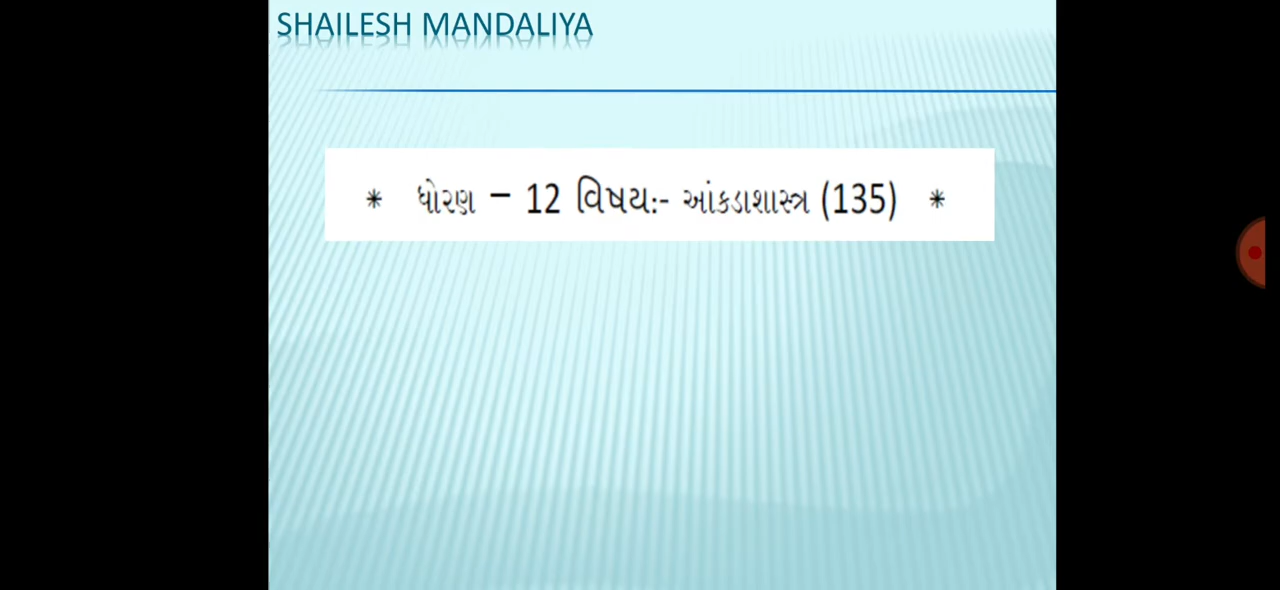 SHAILESH MANDALIYA
* ધોરણ – 12 વિષય:- આંકડાશાસ્ત્ર (135) *